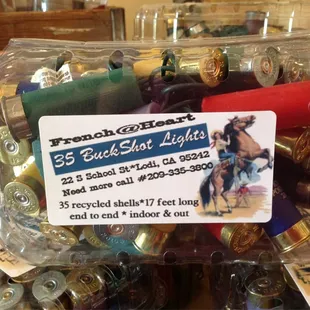 French@Heart
35 BuckShot Lights
22 S School St*Lodi, CA 95242
Need more call #209-335-3800
35 recycled shells*17 feet long
end to end * indoor & out